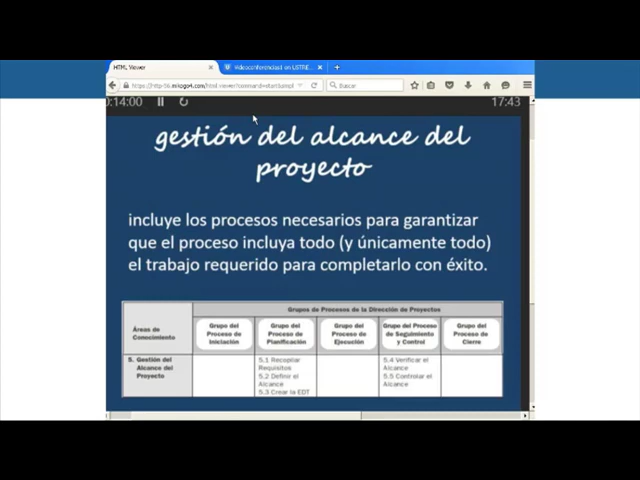 HTML Viewer
Videoconferencia1 on USTRE...
Buscar
0:14:00
17:43
gestión del alcance del
proyecto
incluye los procesos necesarios para garantizar
que el proceso incluya todo (y únicamente todo)
el trabajo requerido para completarlo con éxito.
Grupos de Procesos de la Dirección de Proyectos
Áreas de
Conocimiento
Grupo del
Proceso de
Iniciación
Grupo del
Proceso de
Planificación
Grupo del
Proceso de
Ejecución
Grupo del Proceso
de Seguimiento
y Control
Grupo del
Proceso de
Cierre
5. Gestión del
Alcance del
Proyecto
5.1 Recopilar
Requisitos
5.2 Definir el
Alcance
5.3 Crear la EDT
5.4 Verificar el
Alcance
5.5 Controlar el
Alcance